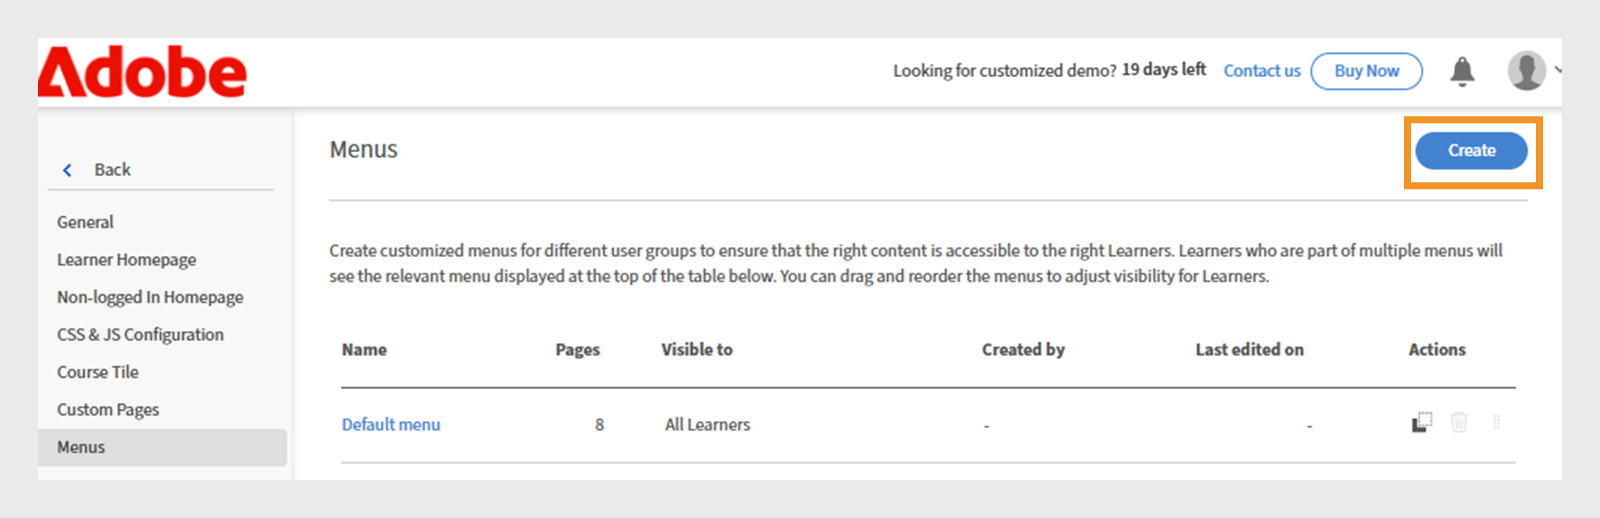 Adobe
Looking for customized demo? 19 days left Contact us Buy Now
Back
General
Learner Homepage
Non-logged In Homepage
CSS & JS Configuration
Course Tile
Custom Pages
Menus
Menus
Create
Create customized menus for different user groups to ensure that the right content is accessible to the right Learners. Learners who are part of multiple menus will
see the relevant menu displayed at the top of the table below. You can drag and reorder the menus to adjust visibility for Learners.
Name Pages Visible to Created by Last edited on Actions
Default menu 8 All Learners - -